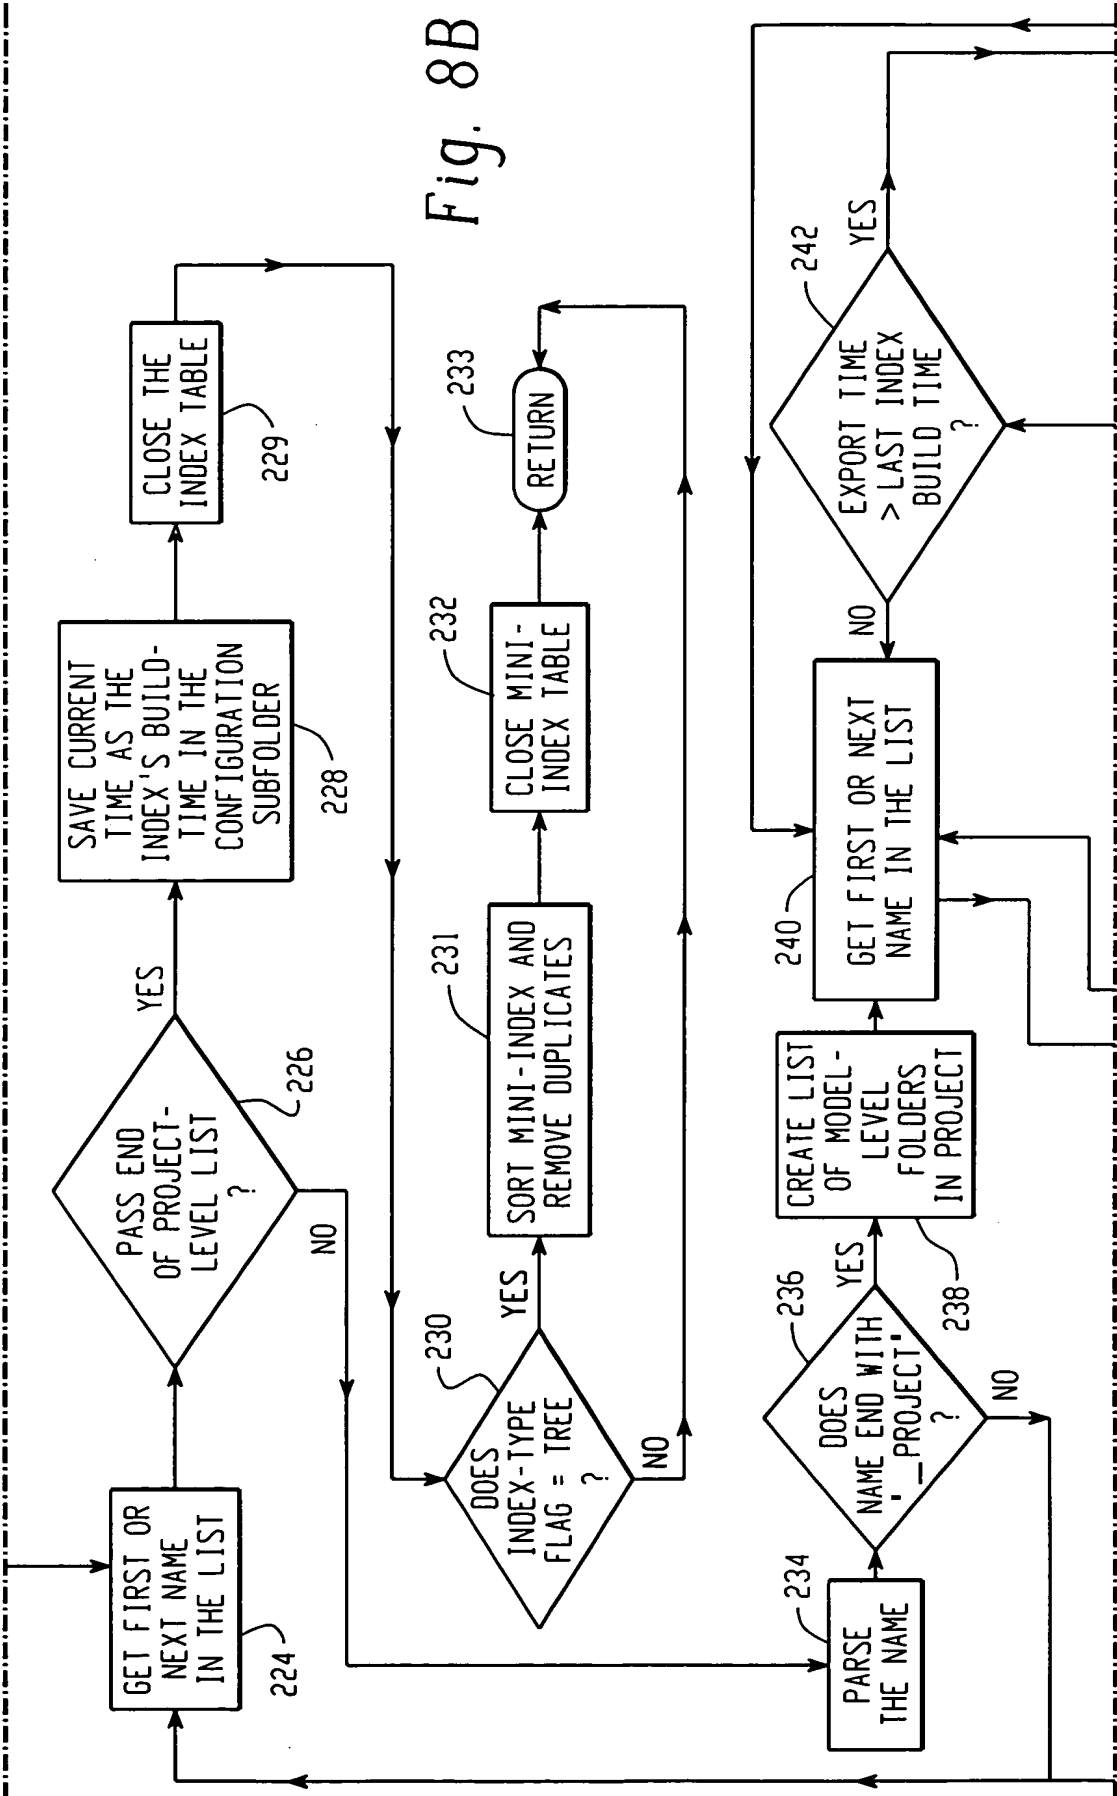 Fig. 8B
GET FIRST OR
NEXT NAME
IN THE LIST
224
PASS END
OF PROJECT-
LEVEL LIST
?
226
YES
NO
SAVE CURRENT
TIME AS THE
INDEX'S BUILD-
TIME IN THE
CONFIGURATION
SUBFOLDER
228
CLOSE THE
INDEX TABLE
229
DOES
INDEX-TYPE
FLAG = TREE
?
230
YES
NO
SORT MINI-INDEX AND
REMOVE DUPLICATES
231
CLOSE MINI-
INDEX TABLE
232
RETURN
233
PARSE
THE NAME
234
DOES
NAME END WITH
'_PROJECT'
?
236
YES
NO
CREATE LIST
OF MODEL-
LEVEL
FOLDERS
IN PROJECT
238
GET FIRST OR NEXT
NAME IN THE LIST
240
EXPORT TIME
> LAST INDEX
BUILD TIME
?
242
NO
YES